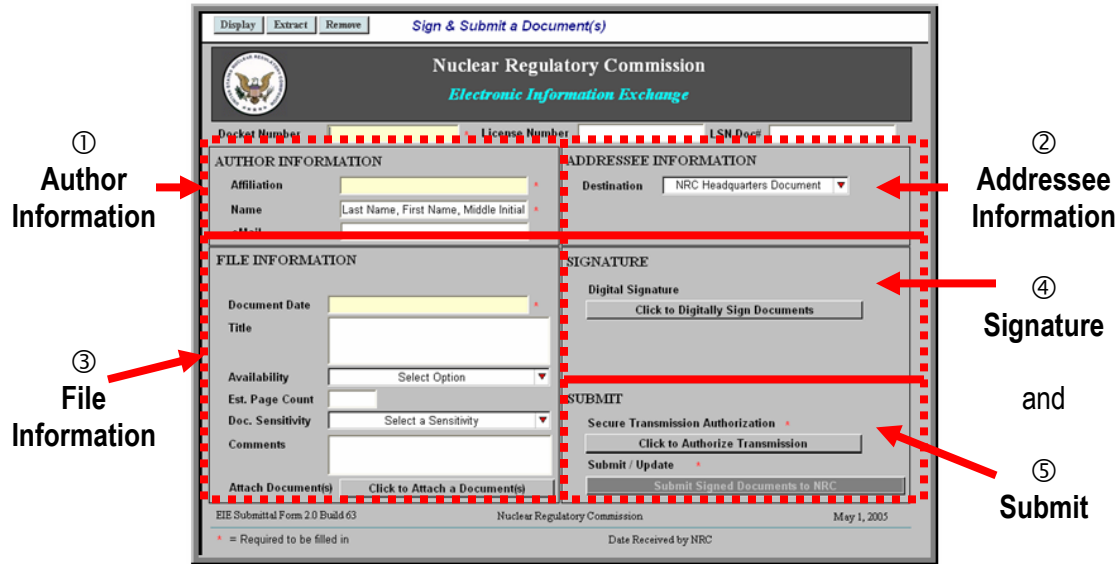 Display Extract Remove Sign & Submit a Document(s)
Nuclear Regulatory Commission
Electronic Information Exchange
Docket Number * License Number LSN Doc#
① Author Information
AUTHOR INFORMATION
Affiliation *
Name Last Name, First Name, Middle Initial *
eMail
ADDRESSEE INFORMATION
Destination NRC Headquarters Document
② Addressee Information
③ File Information
FILE INFORMATION
Document Date *
Title
Availability Select Option
Est. Page Count
Doc. Sensitivity Select a Sensitivity
Comments
Attach Document(s) Click to Attach a Document(s)
SIGNATURE
Digital Signature
Click to Digitally Sign Documents
④ Signature
and
SUBMIT
Secure Transmission Authorization *
Click to Authorize Transmission
Submit / Update *
Submit Signed Documents to NRC
⑤ Submit
EIE Submittal Form 2.0 Build 63 Nuclear Regulatory Commission May 1, 2005
* = Required to be filled in Date Received by NRC